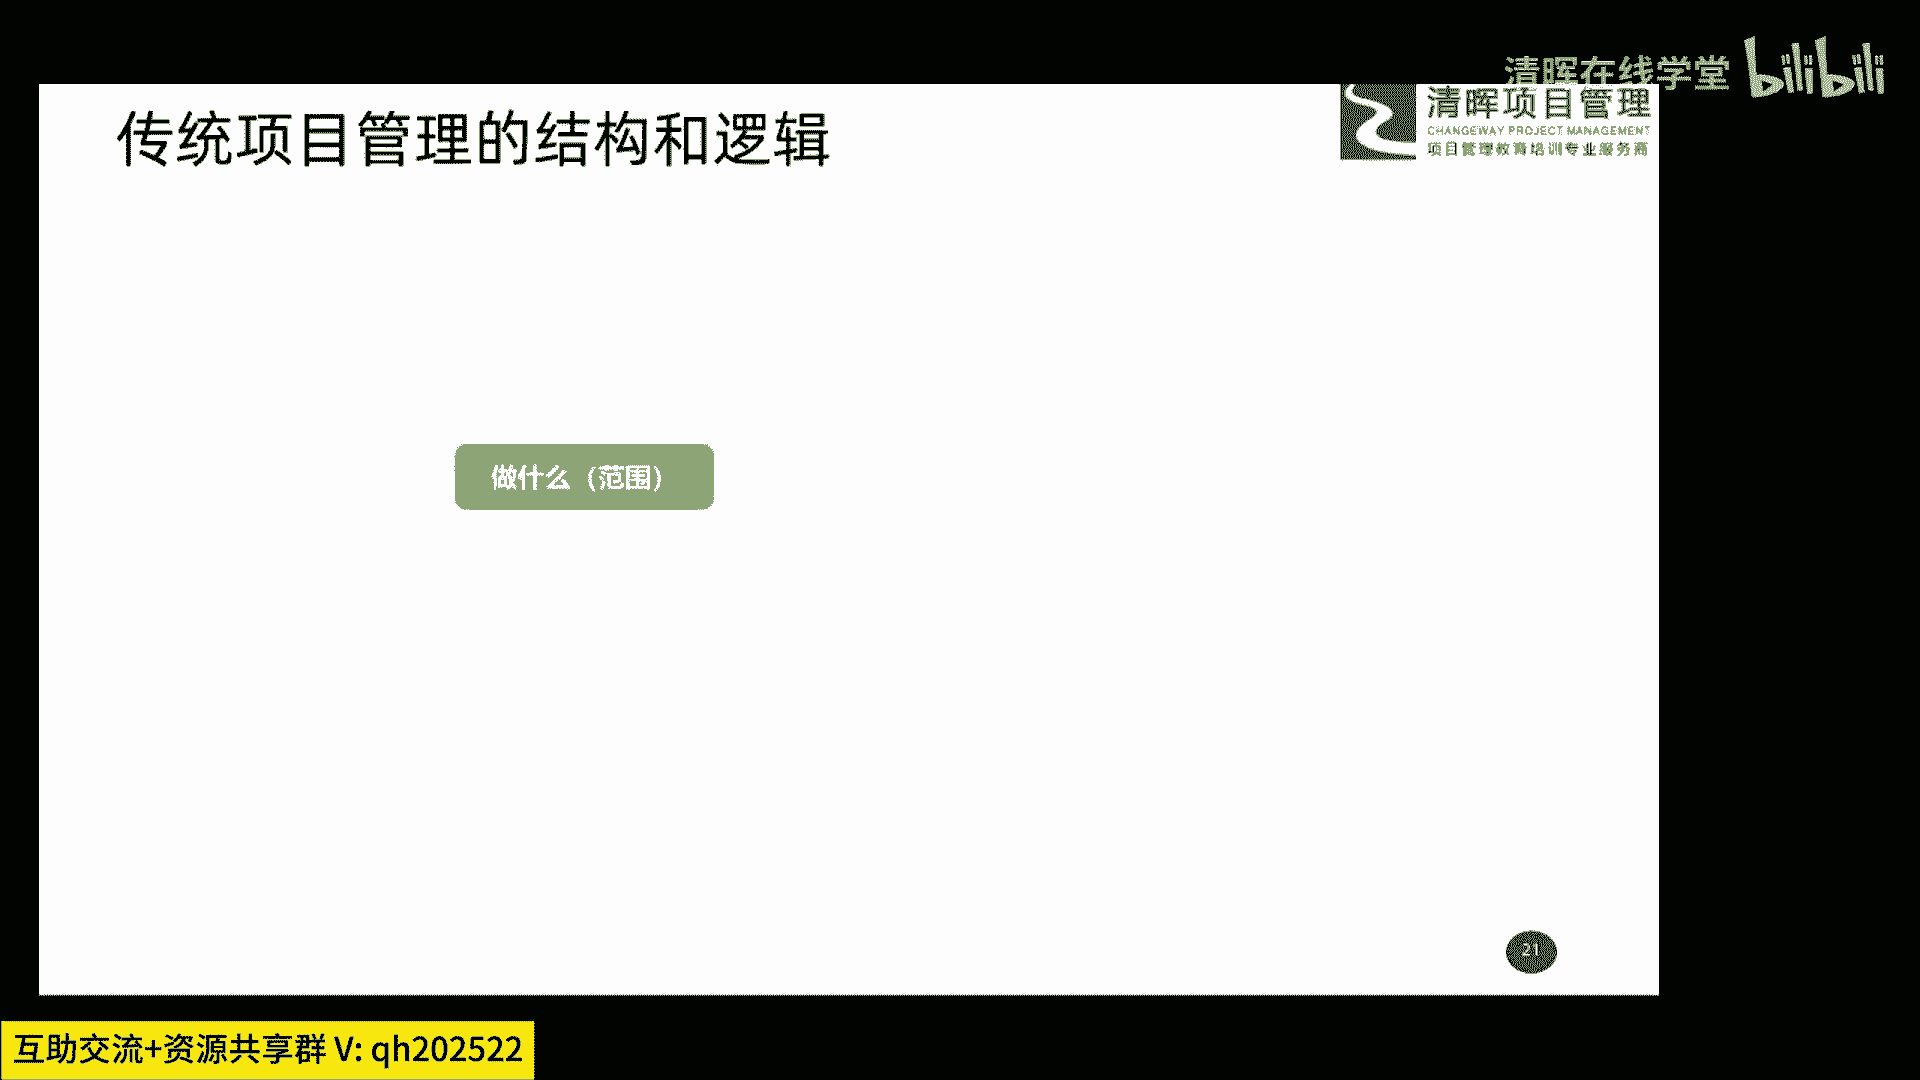 清晖在线学堂 bilibili
传统项目管理的结构和逻辑
清晖项目管理
CHANGEWAY PROJECT MANAGEMENT
项目管理教育培训专业服务商
做什么（范围）
21
互助交流+资源共享群 V: qh202522